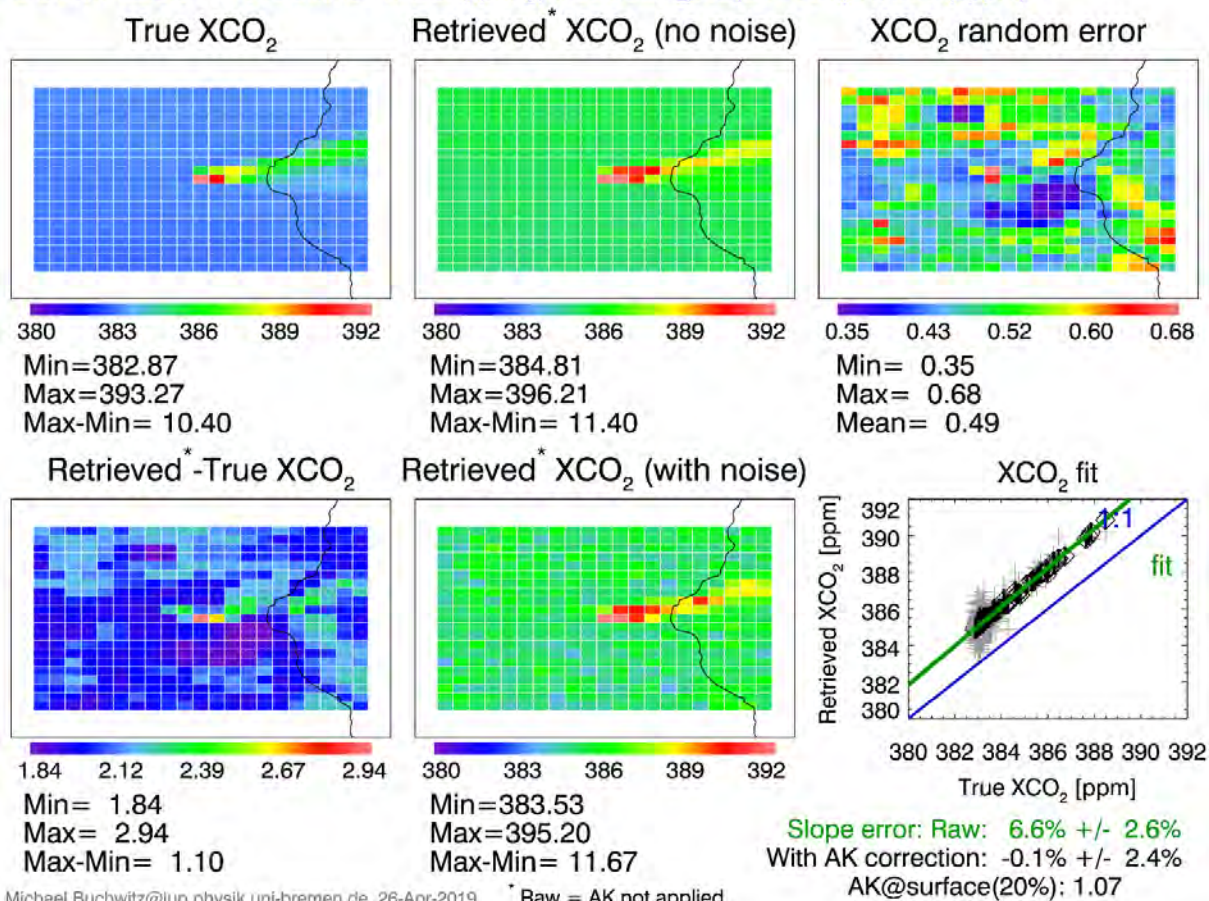 True XCO₂
Retrieved* XCO₂ (no noise)
XCO₂ random error
380 383 386 389 392
380 383 386 389 392
0.35 0.43 0.52 0.60 0.68
Min=382.87
Max=393.27
Max-Min= 10.40
Min=384.81
Max=396.21
Max-Min= 11.40
Min= 0.35
Max= 0.68
Mean= 0.49
Retrieved*-True XCO₂
Retrieved* XCO₂ (with noise)
XCO₂ fit
1.84 2.12 2.39 2.67 2.94
Min= 1.84
Max= 2.94
Max-Min= 1.10
380 383 386 389 392
Min=383.53
Max=395.20
Max-Min= 11.67
Retrieved XCO₂ [ppm]
392
390
388
386
384
382
380
1:1
fit
380 382 384 386 388 390 392
True XCO₂ [ppm]
Slope error: Raw: 6.6% +/- 2.6%
With AK correction: -0.1% +/- 2.4%
AK@surface(20%): 1.07
Michael.Buchwitz@iup.physik.uni-bremen.de, 26-Apr-2019
* Raw = AK not applied